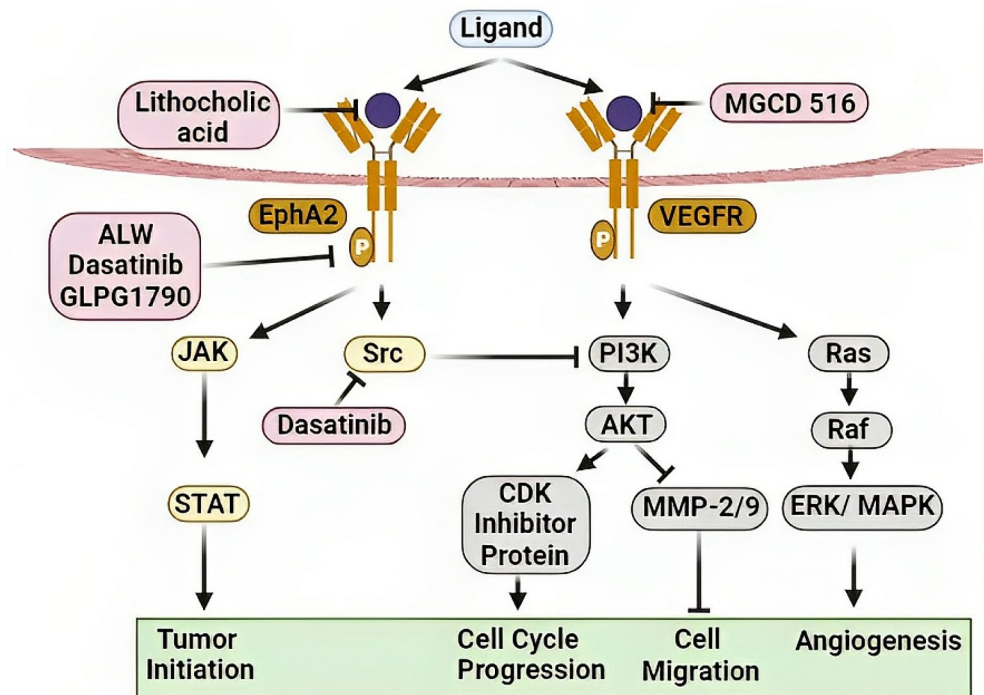 Ligand
Lithocholic
acid
MGCD 516
EphA2
VEGFR
P
P
ALW
Dasatinib
GLPG1790
JAK
Src
PI3K
Ras
Dasatinib
AKT
Raf
STAT
CDK
Inhibitor
Protein
MMP-2/9
ERK/ MAPK
Tumor
Initiation
Cell Cycle
Progression
Cell
Migration
Angiogenesis